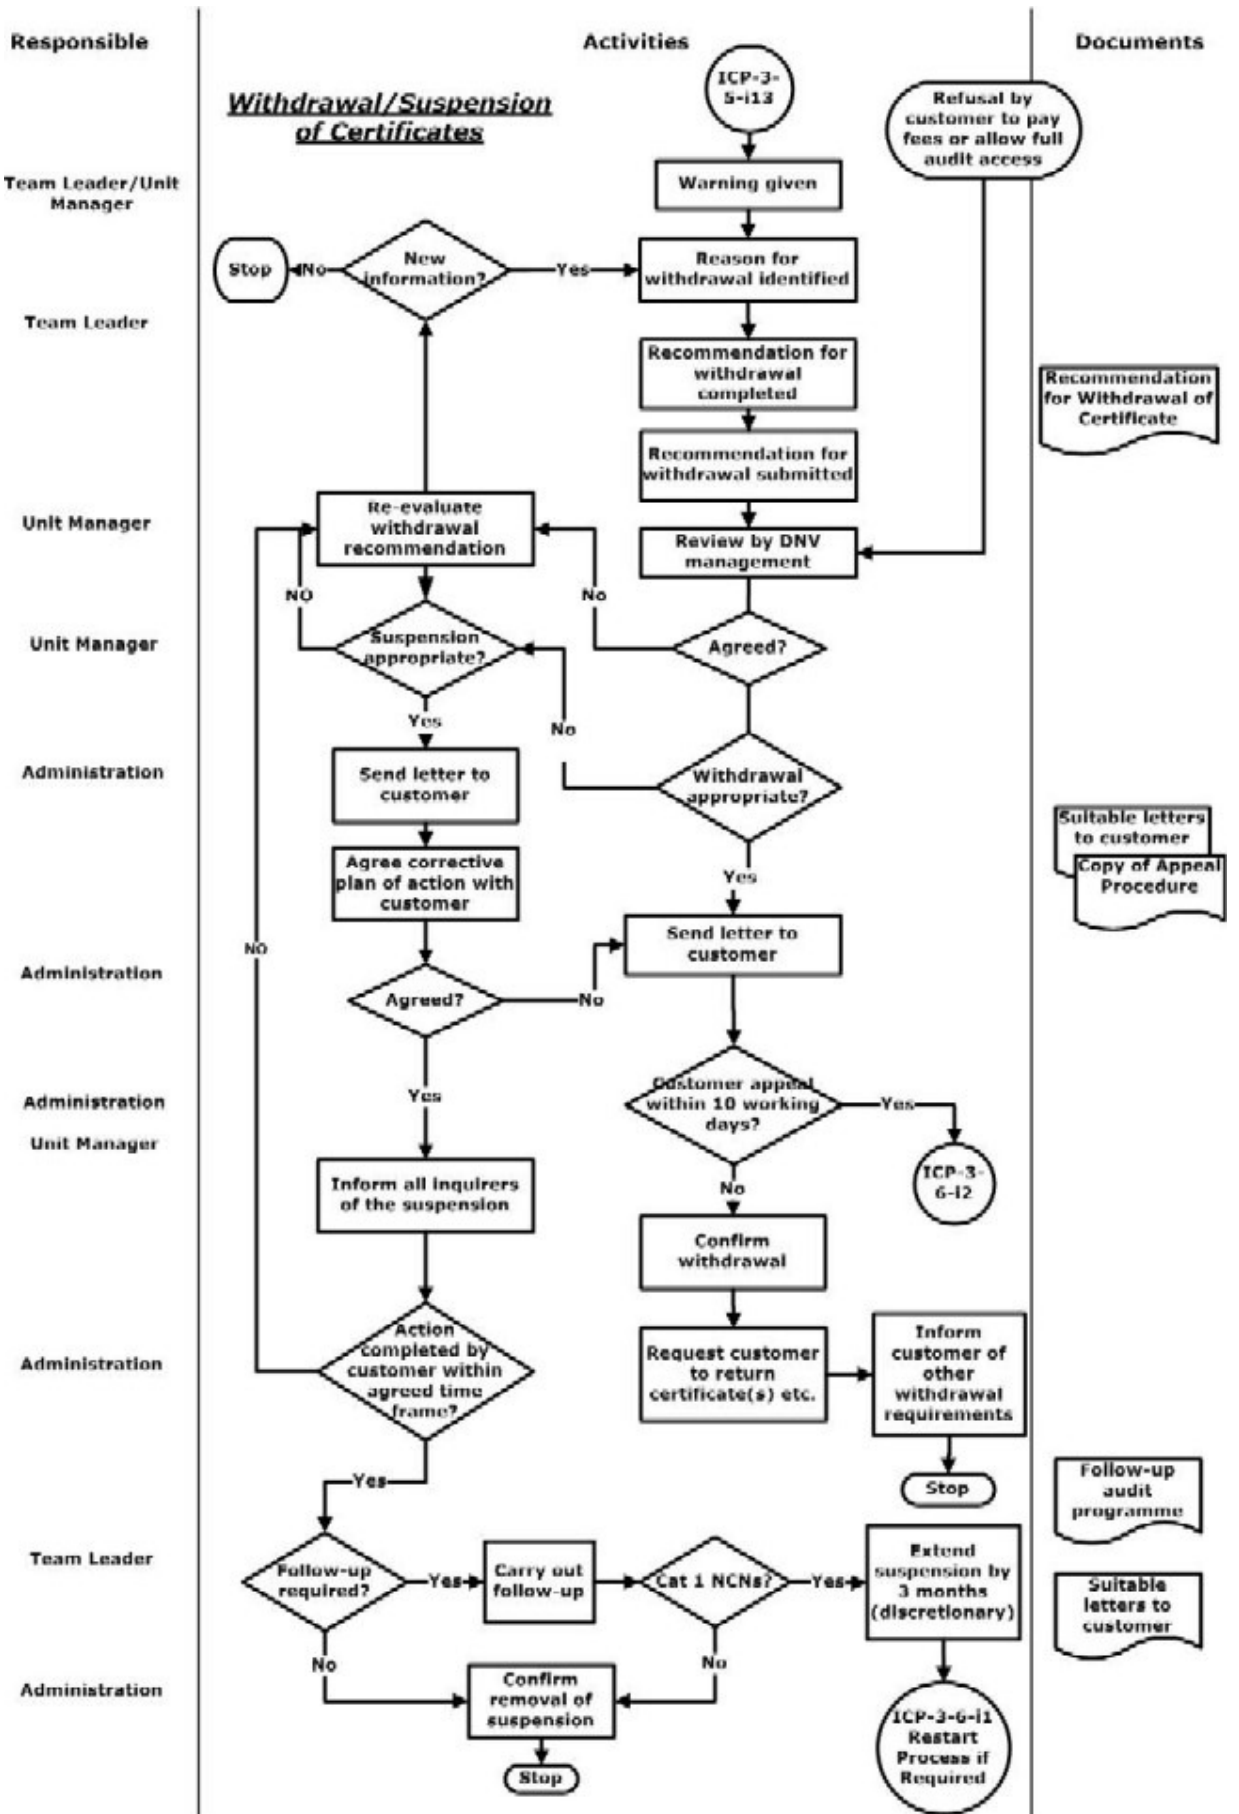 Responsible
Activities
Documents
Withdrawal/Suspension
of Certificates
ICP-3-
5-i13
Refusal by
customer to pay
fees or allow full
audit access
Team Leader/Unit
Manager
Warning given
Stop
No
New
information?
Yes
Reason for
withdrawal identified
Team Leader
Recommendation for
withdrawal
completed
Recommendation
for Withdrawal of
Certificate
Recommendation for
withdrawal submitted
Unit Manager
Re-evaluate
withdrawal
recommendation
Review by DNV
management
NO
No
Unit Manager
Suspension
appropriate?
Agreed?
Yes
No
Administration
Send letter to
customer
Withdrawal
appropriate?
Suitable letters
to customer
Copy of Appeal
Procedure
Agree corrective
plan of action with
customer
Yes
Send letter to
customer
NO
Administration
Agreed?
No
Yes
Customer appeal
within 10 working
days?
Yes
Administration
Unit Manager
ICP-3-
6-i2
Inform all inquirers
of the suspension
No
Confirm
withdrawal
Administration
Action
completed by
customer within
agreed time
frame?
Request customer
to return
certificate(s) etc.
Inform
customer of
other
withdrawal
requirements
Yes
Stop
Follow-up
audit
programme
Team Leader
Follow-up
required?
Yes
Carry out
follow-up
Cat 1 NCNs?
Yes
Extend
suspension by
3 months
(discretionary)
Suitable
letters to
customer
No
No
Administration
Confirm
removal of
suspension
ICP-3-6-i1
Restart
Process if
Required
Stop